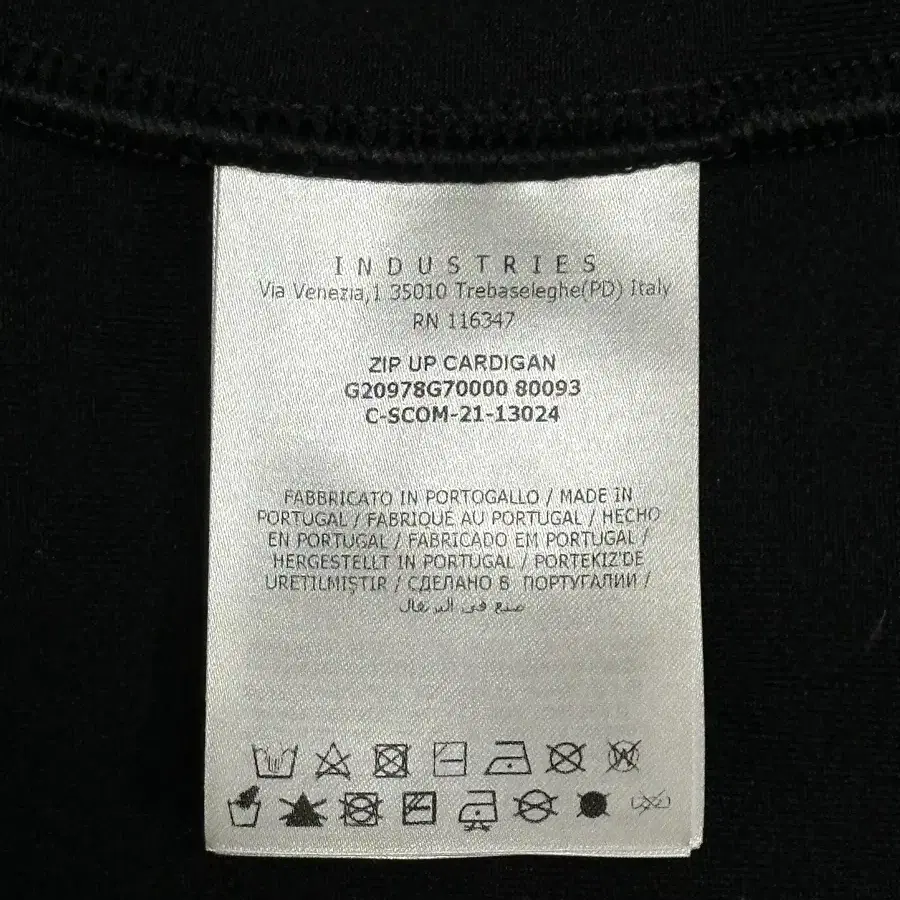 INDUSTRIES
Via Venezia,1 35010 Trebaseleghe(PD) Italy
RN 116347
ZIP UP CARDIGAN
G20978G70000 80093
C-SCOM-21-13024
FABBRICATO IN PORTOGALLO / MADE IN
PORTUGAL / FABRIQUÉ AU PORTUGAL / HECHO
EN PORTUGAL / FABRICADO EM PORTUGAL /
HERGESTELLT IN PORTUGAL / PORTEKIZ'DE
ÜRETILMIŞTIR / СДЕЛАНО В ПОРТУГАЛИИ /
صنع في البرتغال